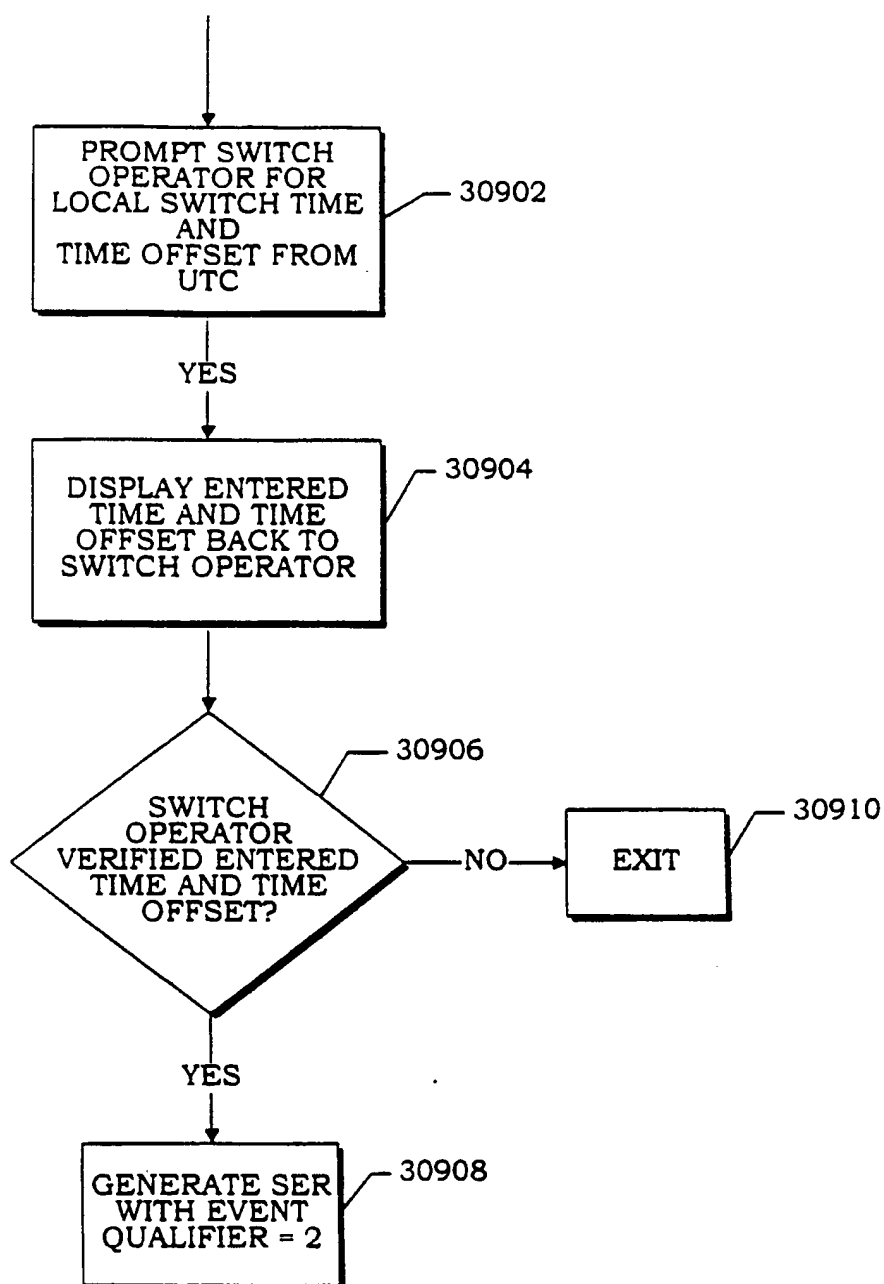 PROMPT SWITCH
OPERATOR FOR
LOCAL SWITCH TIME
AND
TIME OFFSET FROM
UTC
30902
YES
DISPLAY ENTERED
TIME AND TIME
OFFSET BACK TO
SWITCH OPERATOR
30904
SWITCH
OPERATOR
VERIFIED ENTERED
TIME AND TIME
OFFSET?
30906
NO
EXIT
30910
YES
GENERATE SER
WITH EVENT
QUALIFIER = 2
30908